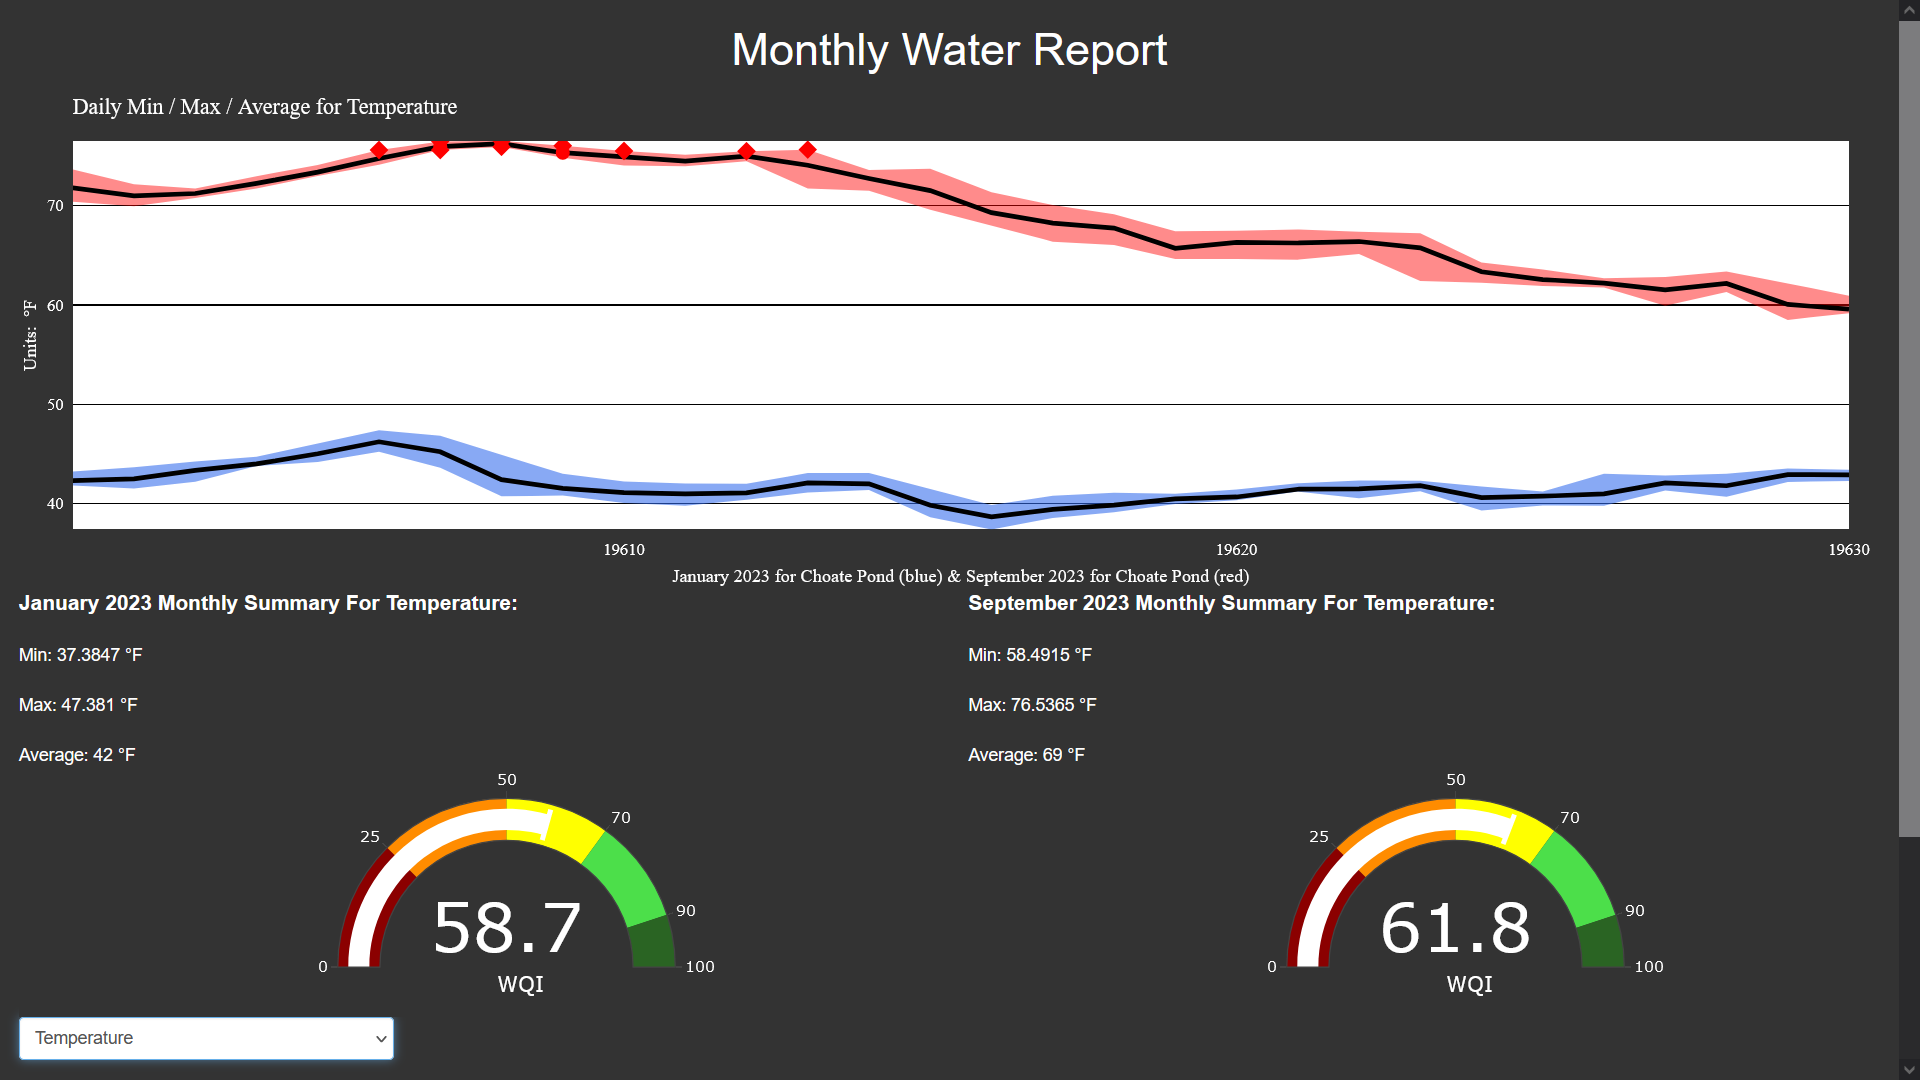 Monthly Water Report
Daily Min / Max / Average for Temperature
70
60
50
40
Units: °F
19610
19620
19630
January 2023 for Choate Pond (blue) & September 2023 for Choate Pond (red)
January 2023 Monthly Summary For Temperature:
Min: 37.3847 °F
Max: 47.381 °F
Average: 42 °F
September 2023 Monthly Summary For Temperature:
Min: 58.4915 °F
Max: 76.5365 °F
Average: 69 °F
0
25
50
70
90
100
58.7
WQI
0
25
50
70
90
100
61.8
WQI
Temperature